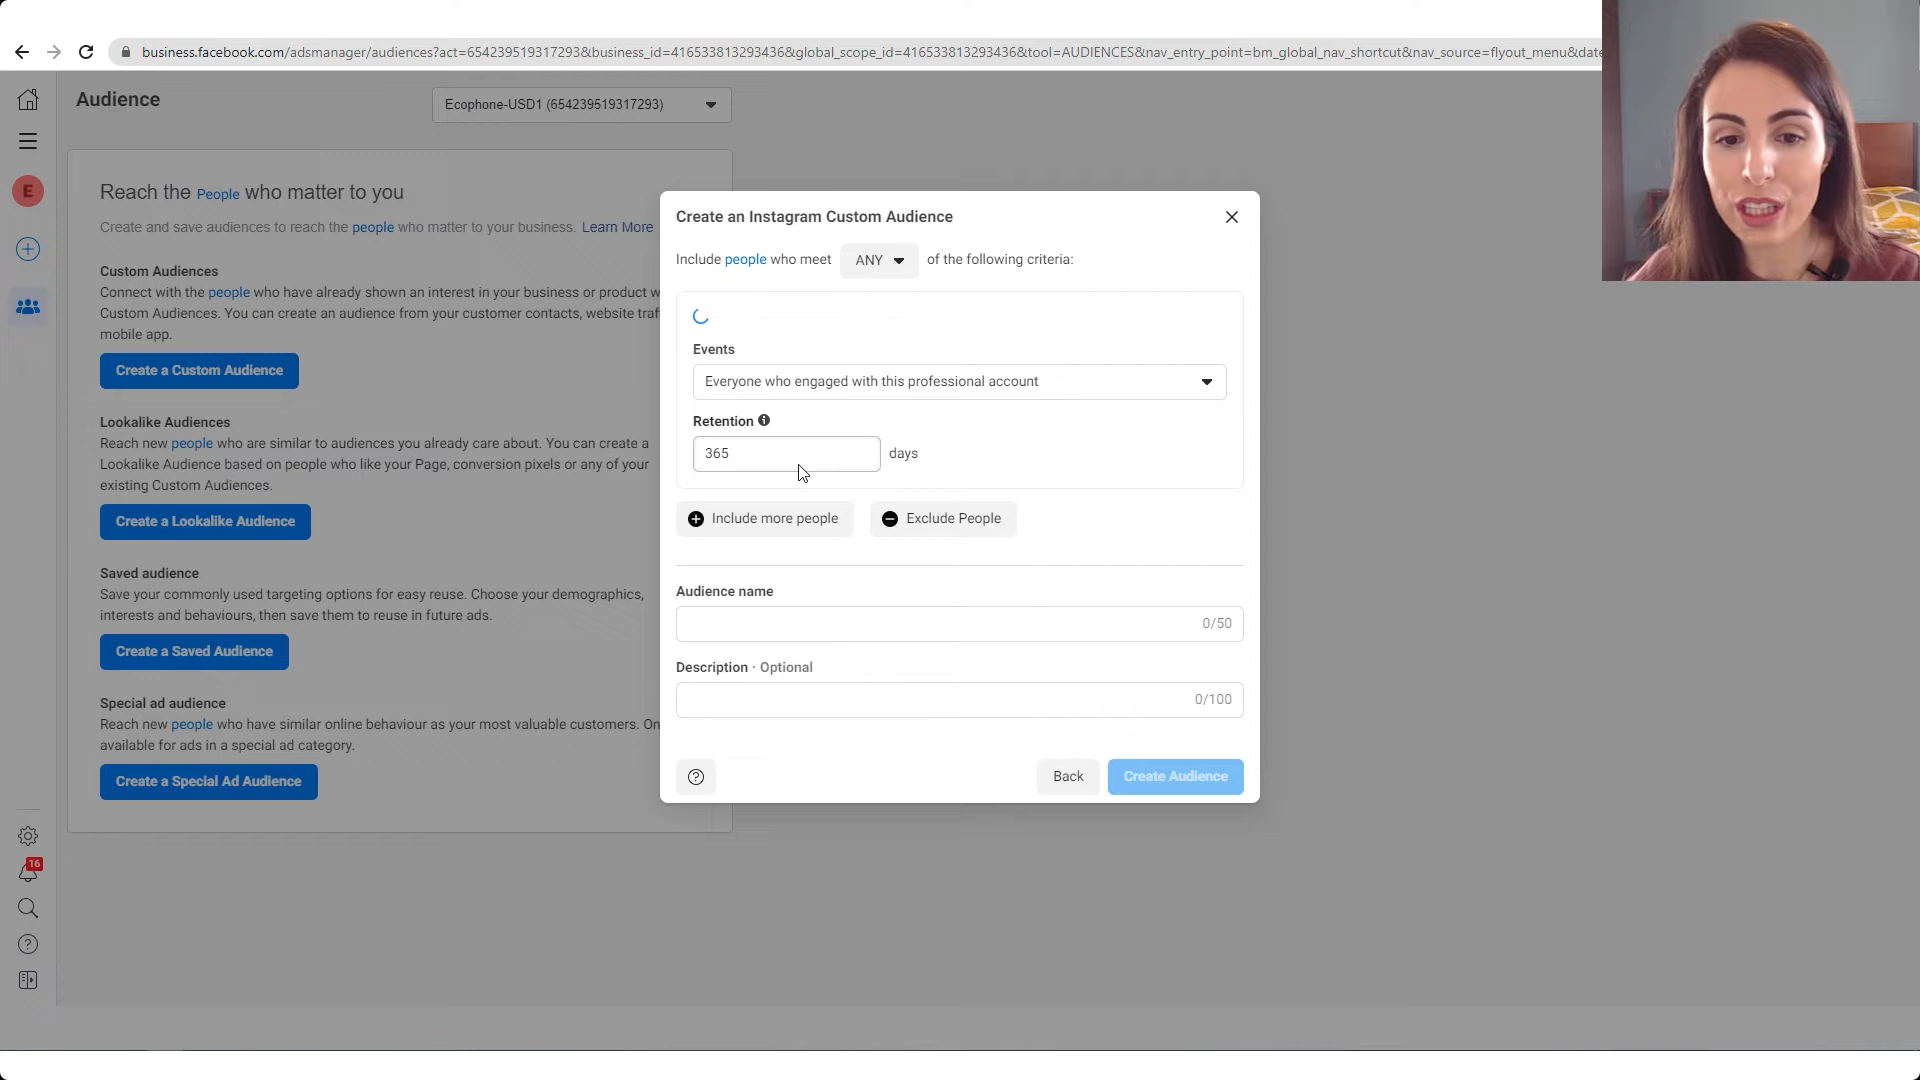 business.facebook.com/adsmanager/audiences?act=654239519317293&business_id=416533813293436&global_scope_id=416533813293436&tool=AUDIENCES&nav_entry_point=bm_global_nav_shortcut&nav_source=flyout_menu&date
Audience
Ecophone-USD1 (654239519317293)
E
Reach the People who matter to you
Create and save audiences to reach the people who matter to your business. Learn More
Custom Audiences
Connect with the people who have already shown an interest in your business or product w
Custom Audiences. You can create an audience from your customer contacts, website traf
mobile app.
Create a Custom Audience
Lookalike Audiences
Reach new people who are similar to audiences you already care about. You can create a
Lookalike Audience based on people who like your Page, conversion pixels or any of your
existing Custom Audiences.
Create a Lookalike Audience
Saved audience
Save your commonly used targeting options for easy reuse. Choose your demographics,
interests and behaviours, then save them to reuse in future ads.
Create a Saved Audience
Special ad audience
Reach new people who have similar online behaviour as your most valuable customers. On
available for ads in a special ad category.
Create a Special Ad Audience
16
Create an Instagram Custom Audience
Include people who meet ANY of the following criteria:
Events
Everyone who engaged with this professional account
Retention
365 days
Include more people
Exclude People
Audience name
0/50
Description · Optional
0/100
Back
Create Audience